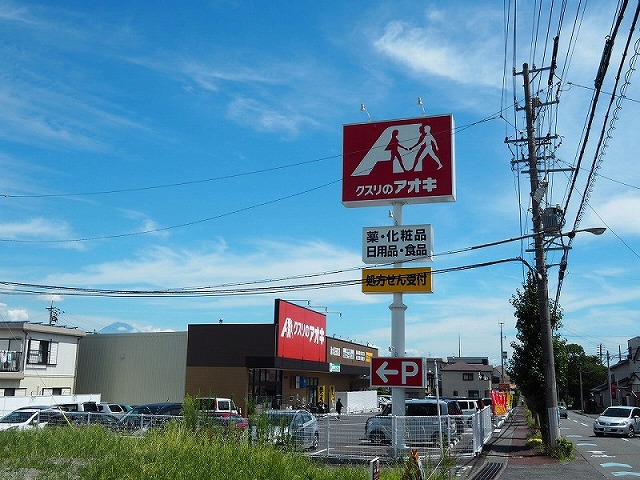 クスリのアオキ
薬・化粧品
日用品・食品
処方せん受付
クスリのアオキ
←P